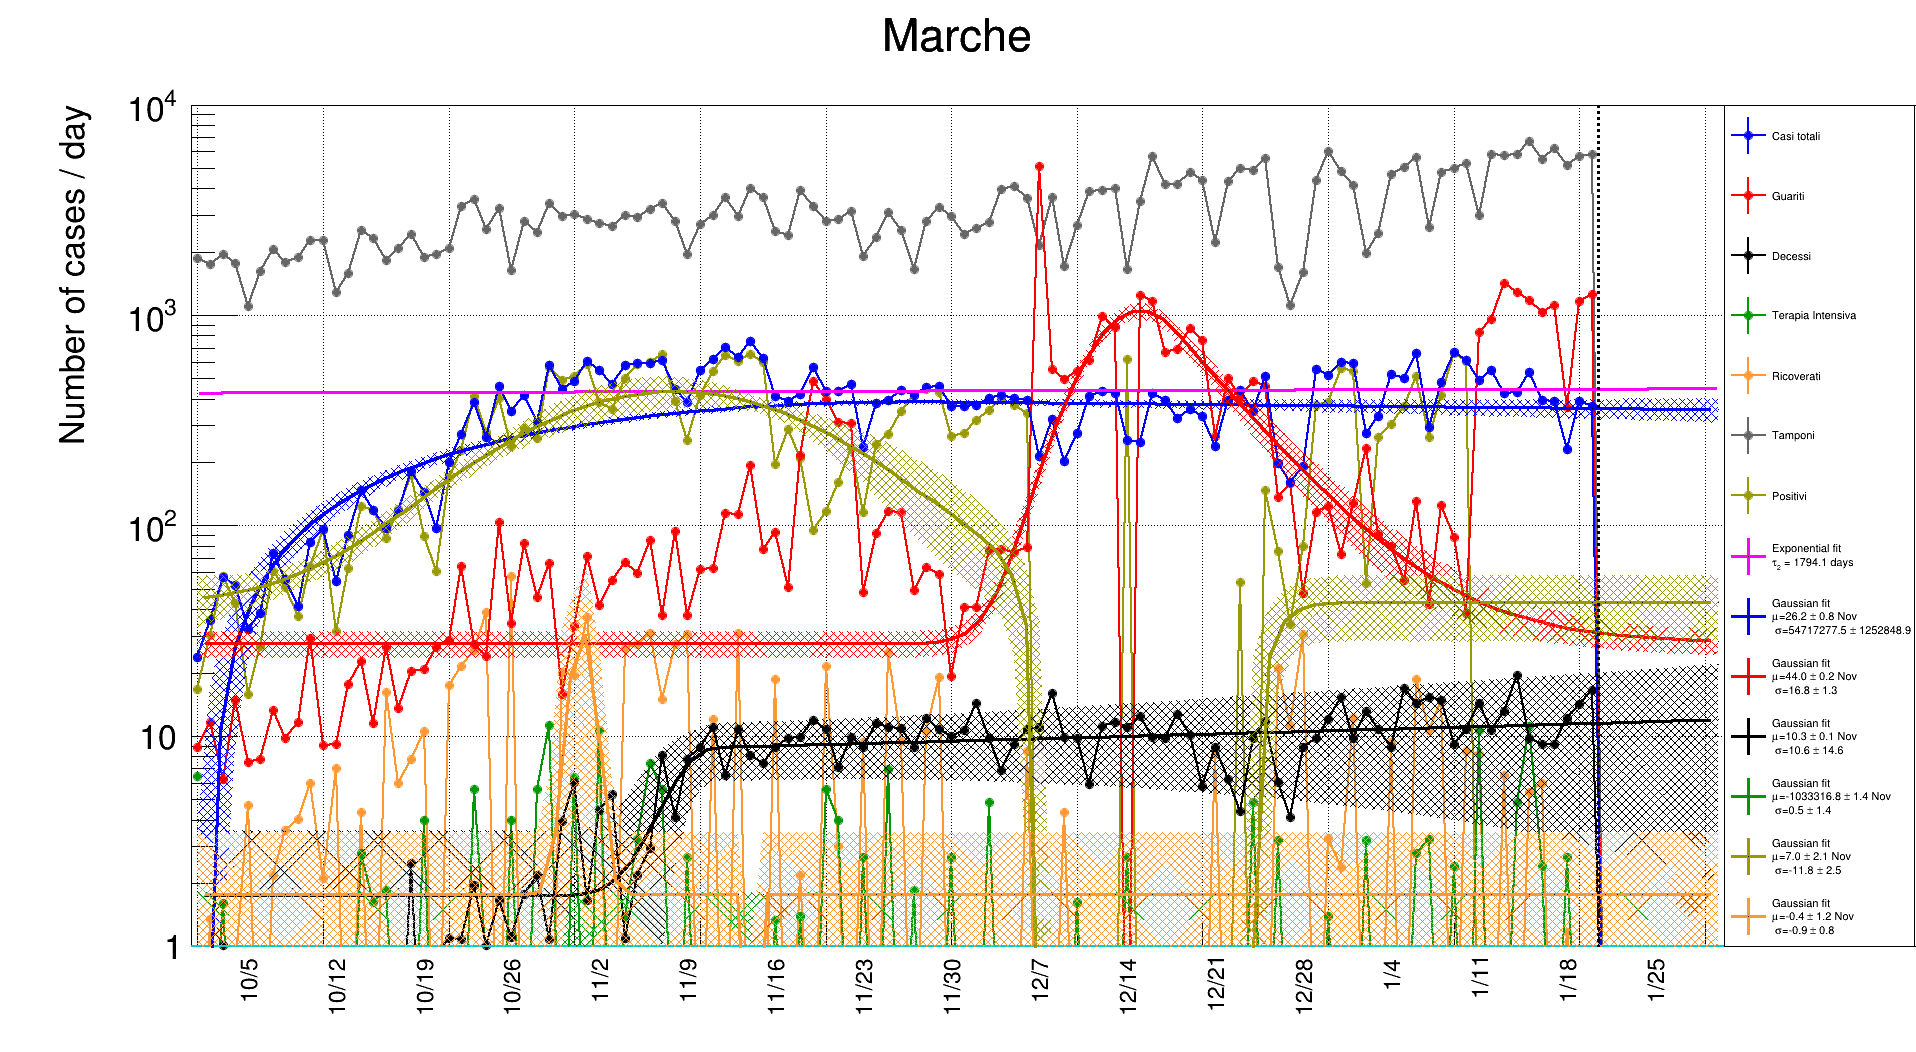 Marche
Number of cases / day
10^4
10^3
10^2
10
1
10/5
10/12
10/19
10/26
11/2
11/9
11/16
11/23
11/30
12/7
12/14
12/21
12/28
1/4
1/11
1/18
1/25
Casi totali
Guariti
Decessi
Terapia Intensiva
Ricoverati
Tamponi
Positivi
Exponential fit
τ₂ = 1794.1 days
Gaussian fit
μ=26.2 ± 0.8 Nov
σ=54717277.5 ± 1252848.9
Gaussian fit
μ=44.0 ± 0.2 Nov
σ=16.8 ± 1.3
Gaussian fit
μ=10.3 ± 0.1 Nov
σ=10.6 ± 14.6
Gaussian fit
μ=-1033316.8 ± 1.4 Nov
σ=0.5 ± 1.4
Gaussian fit
μ=7.0 ± 2.1 Nov
σ=-11.8 ± 2.5
Gaussian fit
μ=-0.4 ± 1.2 Nov
σ=-0.9 ± 0.8